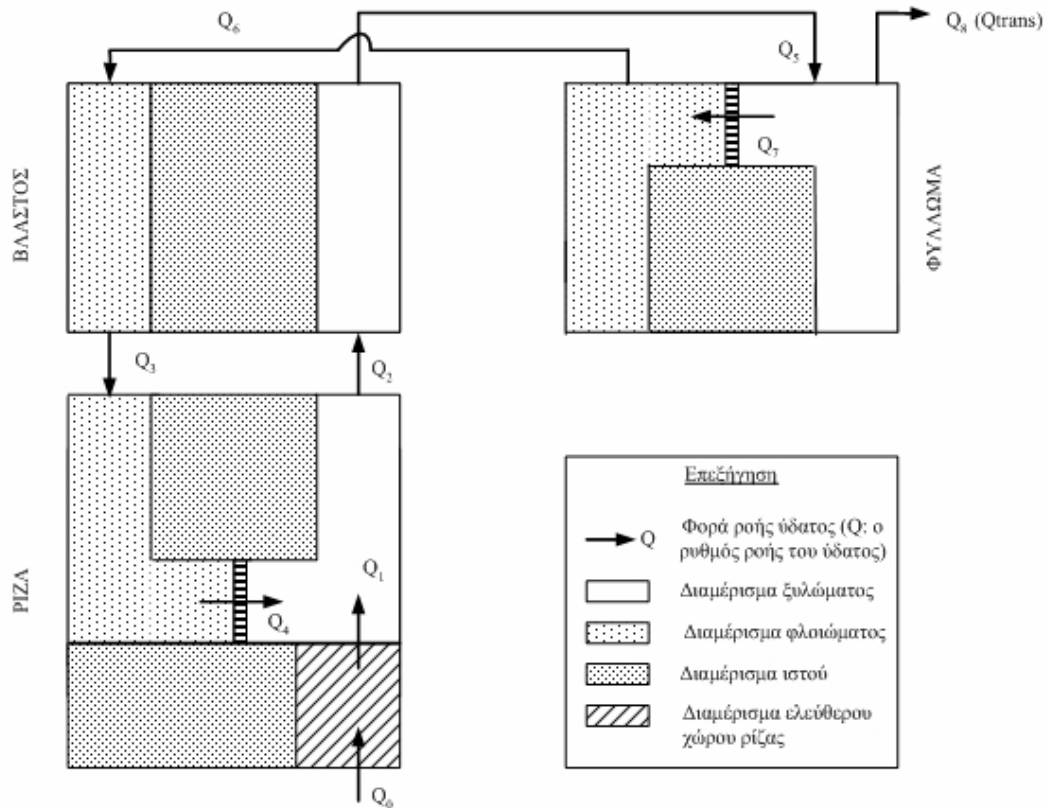 Q6
Q8 (Qtrans)
Q5
Q7
ΒΛΑΣΤΟΣ
ΦΥΛΛΩΜΑ
Q3
Q2
Q1
Q4
ΡΙΖΑ
Q0
Επεξήγηση
Q
Φορά ροής ύδατος (Q: ο
ρυθμός ροής του ύδατος)
Διαμέρισμα ξυλώματος
Διαμέρισμα φλοιώματος
Διαμέρισμα ιστού
Διαμέρισμα ελεύθερου
χώρου ρίζας